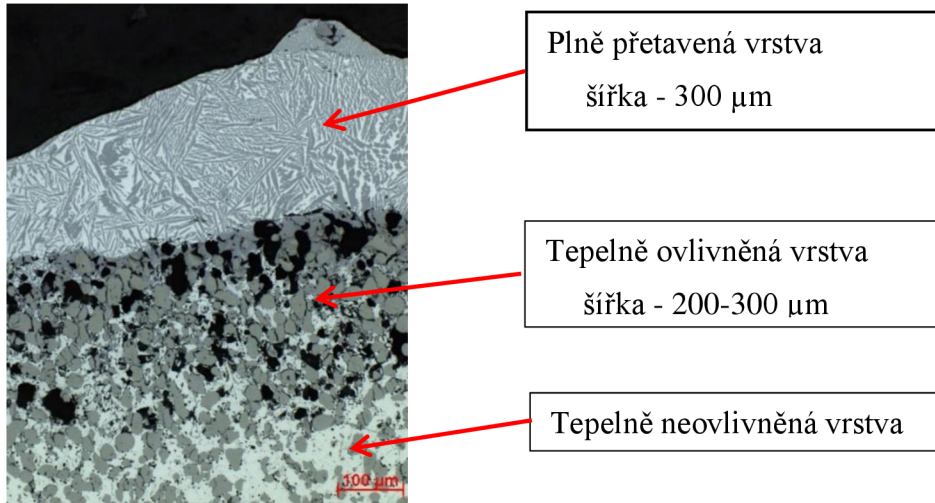 Plně přetavená vrstva
šířka - 300 µm
Tepelně ovlivněná vrstva
šířka - 200-300 µm
Tepelně neovlivněná vrstva
100 µm